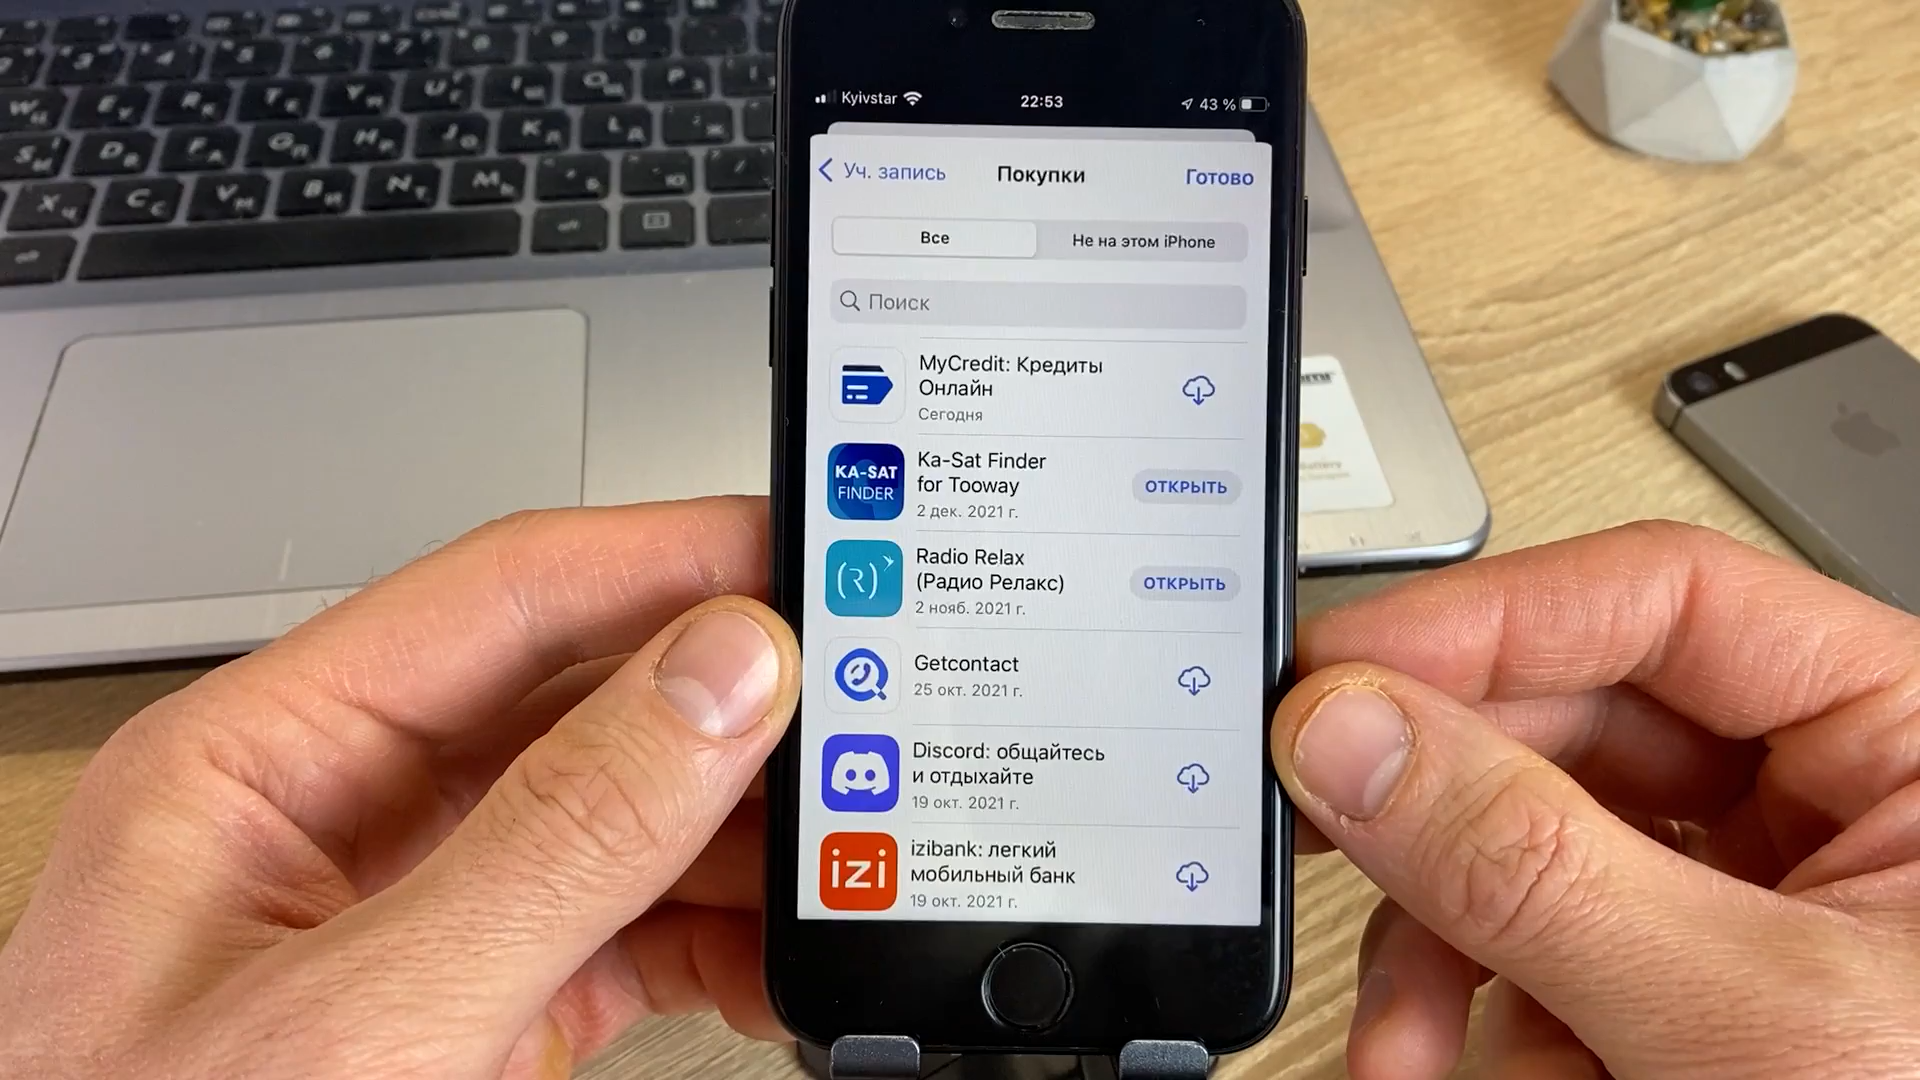 Kyivstar
22:53
43 %
Уч. запись
Покупки
Готово
Все
Не на этом iPhone
Поиск
MyCredit: Кредиты
Онлайн
Сегодня
KA-SAT
FINDER
Ka-Sat Finder
for Tooway
2 дек. 2021 г.
ОТКРЫТЬ
Radio Relax
(Радио Релакс)
2 нояб. 2021 г.
ОТКРЫТЬ
Getcontact
25 окт. 2021 г.
Discord: общайтесь
и отдыхайте
19 окт. 2021 г.
izi
izibank: легкий
мобильный банк
19 окт. 2021 г.